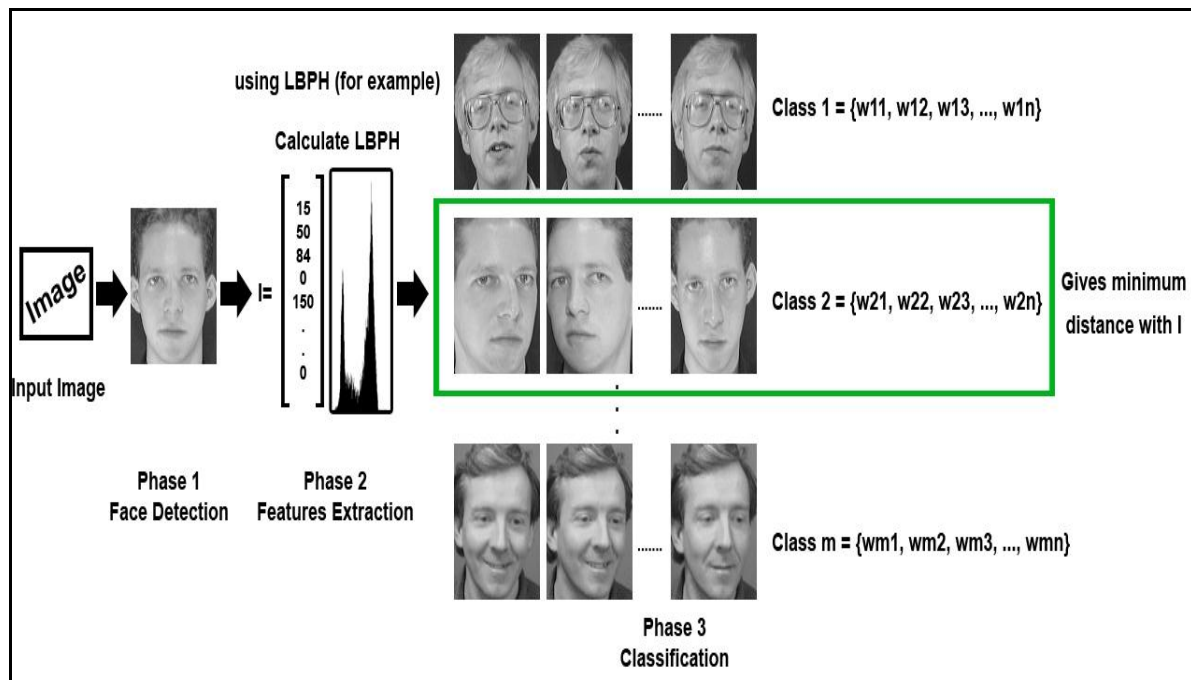 using LBPH (for example)
Calculate LBPH
Image
Input Image
I=
15
50
84
0
150
.
.
.
0
.......
Class 1 = {w11, w12, w13, ..., w1n}
.......
Class 2 = {w21, w22, w23, ..., w2n}
Gives minimum
distance with I
.
.
.
.......
Class m = {wm1, wm2, wm3, ..., wmn}
Phase 1
Face Detection
Phase 2
Features Extraction
Phase 3
Classification